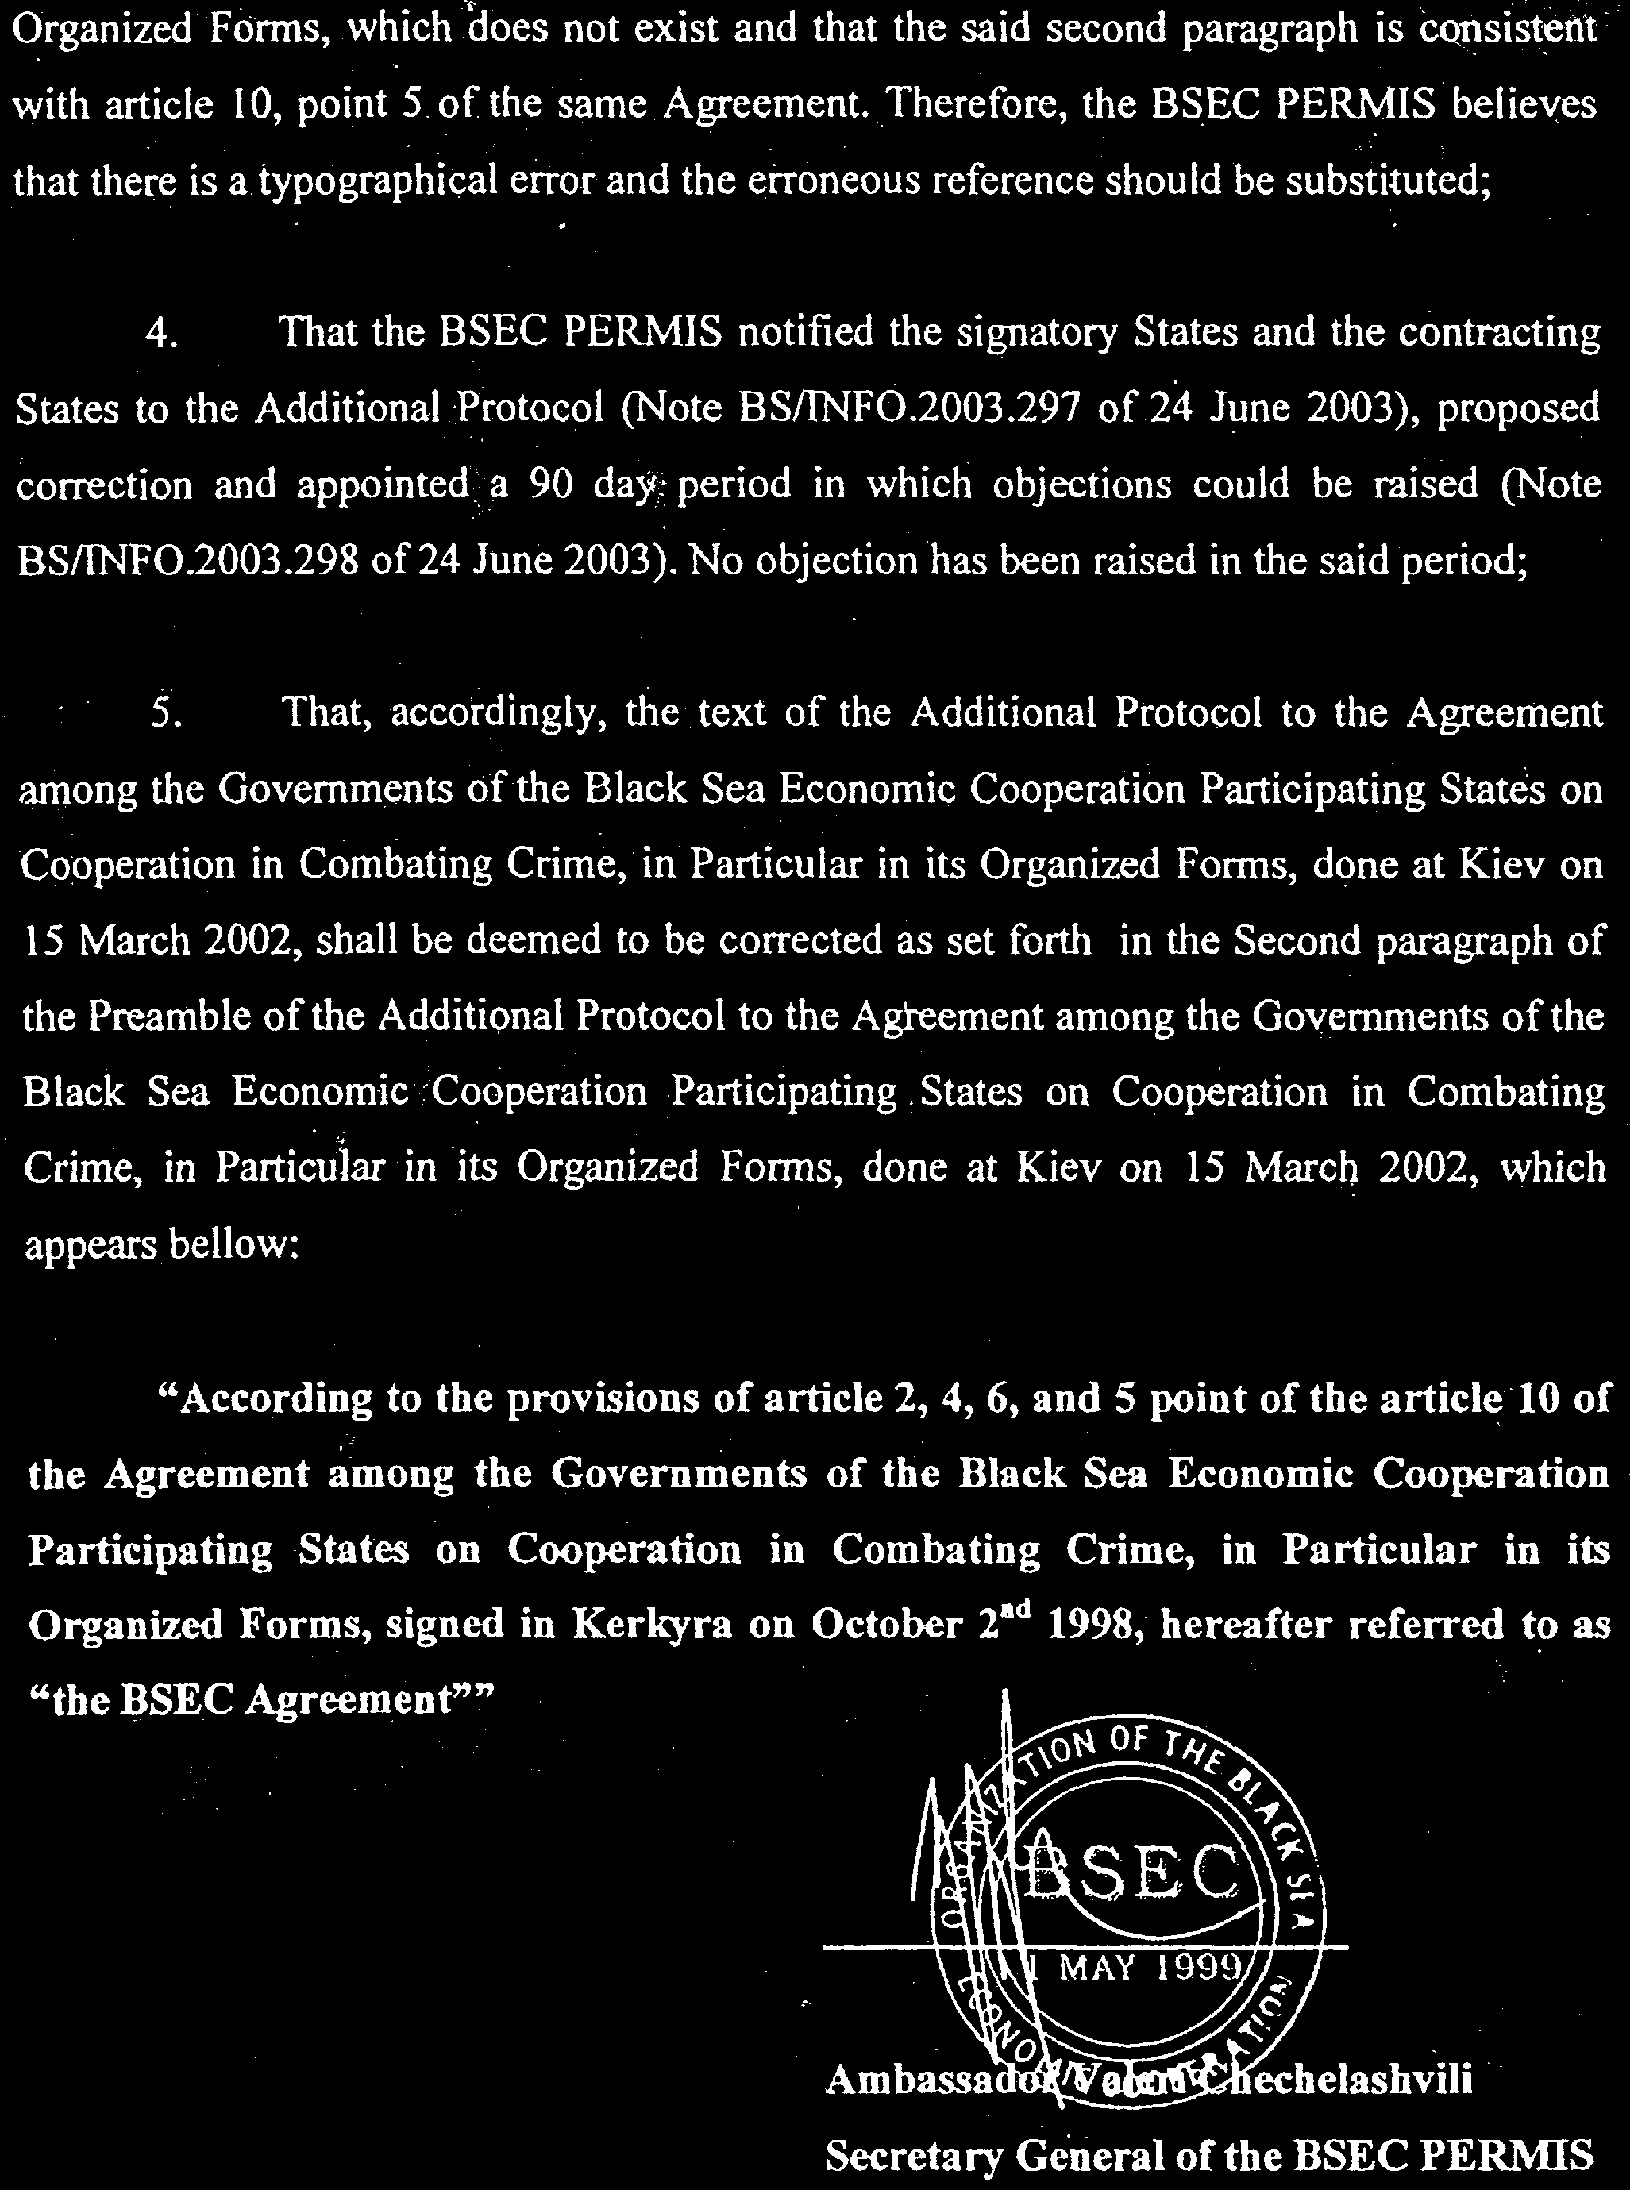 Organized Forms, which does not exist and that the said second paragraph is consistent
with article 10, point 5 of the same Agreement. Therefore, the BSEC PERMIS believes
that there is a typographical error and the erroneous reference should be substituted;
4. That the BSEC PERMIS notified the signatory States and the contracting
States to the Additional Protocol (Note BS/INFO.2003.297 of 24 June 2003), proposed
correction and appointed a 90 day period in which objections could be raised (Note
BS/INFO.2003.298 of 24 June 2003). No objection has been raised in the said period;
5. That, accordingly, the text of the Additional Protocol to the Agreement
among the Governments of the Black Sea Economic Cooperation Participating States on
Cooperation in Combating Crime, in Particular in its Organized Forms, done at Kiev on
15 March 2002, shall be deemed to be corrected as set forth in the Second paragraph of
the Preamble of the Additional Protocol to the Agreement among the Governments of the
Black Sea Economic Cooperation Participating States on Cooperation in Combating
Crime, in Particular in its Organized Forms, done at Kiev on 15 March 2002, which
appears bellow:
“According to the provisions of article 2, 4, 6, and 5 point of the article 10 of
the Agreement among the Governments of the Black Sea Economic Cooperation
Participating States on Cooperation in Combating Crime, in Particular in its
Organized Forms, signed in Kerkyra on October 2nd 1998, hereafter referred to as
“the BSEC Agreement””
ORGANIZATION OF THE BLACK SEA
BSEC
1 MAY 1999
ECONOMIC COOPERATION
Ambassador Chechelashvili
Secretary General of the BSEC PERMIS